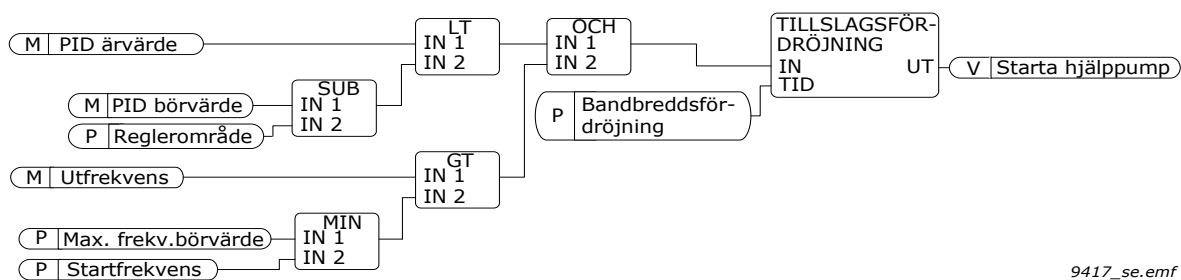 M PID ärvärde
LT
IN 1
IN 2
OCH
IN 1
IN 2
TILLSLAGSFÖR-
DRÖJNING
IN UT
TID
V Starta hjälppump
M PID börvärde
P Reglerområde
SUB
IN 1
IN 2
P Bandbreddsför-
dröjning
M Utfrekvens
GT
IN 1
IN 2
P Max. frekv.börvärde
P Startfrekvens
MIN
IN 1
IN 2
9417_se.emf